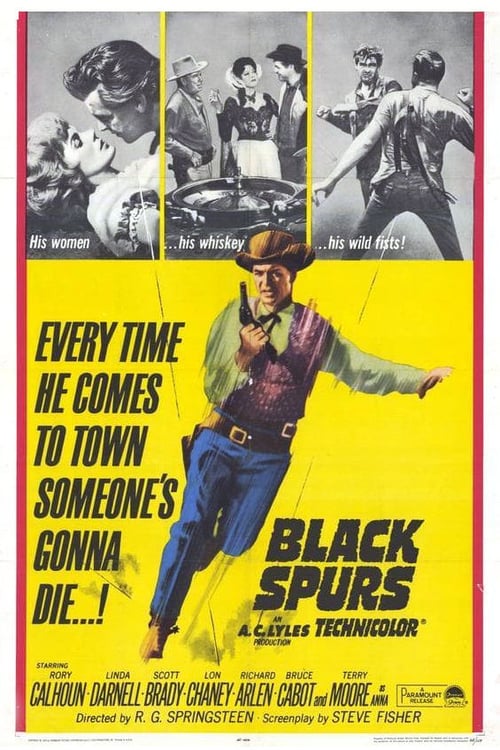 His women
...his whiskey
...his wild fists!
EVERY TIME
HE COMES
TO TOWN
SOMEONE'S
GONNA
DIE...!
BLACK
SPURS
AN
A.C. LYLES TECHNICOLOR®
PRODUCTION
STARRING
RORY CALHOUN · LINDA DARNELL · SCOTT BRADY · LON CHANEY · RICHARD ARLEN · BRUCE CABOT and TERRY MOORE AS ANNA
A PARAMOUNT RELEASE
Directed by R. G. SPRINGSTEEN · Screenplay by STEVE FISHER